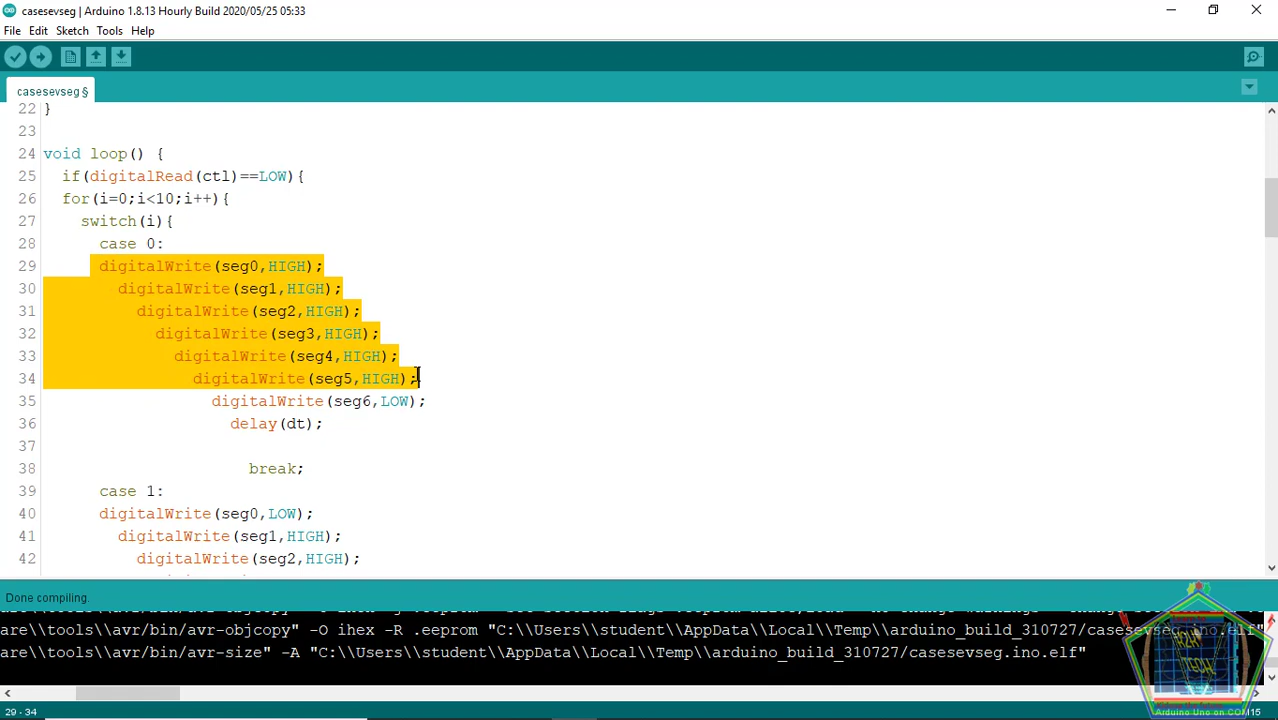 casesevseg | Arduino 1.8.13 Hourly Build 2020/05/25 05:33
File Edit Sketch Tools Help
casesevseg §
22 }
23
24 void loop() {
25 if(digitalRead(ctl)==LOW){
26 for(i=0;i<10;i++){
27 switch(i){
28 case 0:
29 digitalWrite(seg0,HIGH);
30 digitalWrite(seg1,HIGH);
31 digitalWrite(seg2,HIGH);
32 digitalWrite(seg3,HIGH);
33 digitalWrite(seg4,HIGH);
34 digitalWrite(seg5,HIGH);
35 digitalWrite(seg6,LOW);
36 delay(dt);
37
38 break;
39 case 1:
40 digitalWrite(seg0,LOW);
41 digitalWrite(seg1,HIGH);
42 digitalWrite(seg2,HIGH);
Done compiling.
are\\tools\\avr/bin/avr-objcopy" -O ihex -R .eeprom "C:\\Users\\student\\AppData\\Local\\Temp\\arduino_build_310727/casesevseg.ino.elf"
are\\tools\\avr/bin/avr-size" -A "C:\\Users\\student\\AppData\\Local\\Temp\\arduino_build_310727/casesevseg.ino.elf"
29 - 34
Arduino Uno on COM15